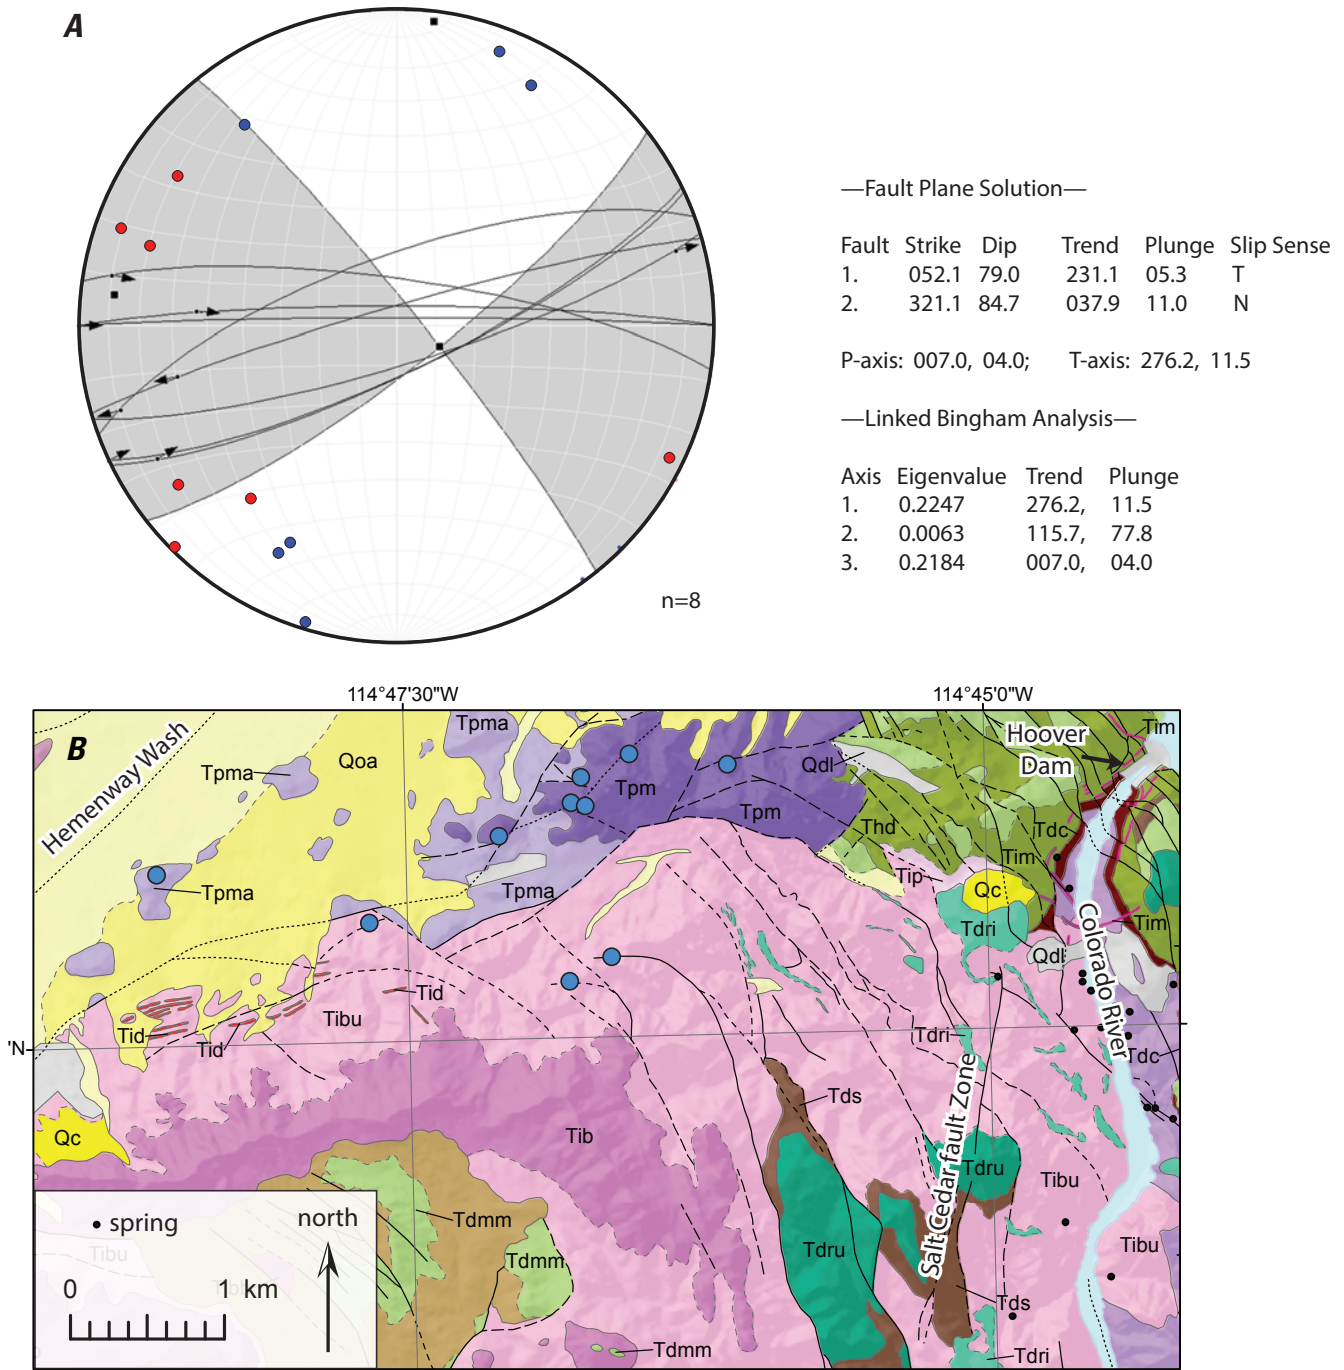 A
—Fault Plane Solution—
Fault Strike Dip Trend Plunge Slip Sense
1. 052.1 79.0 231.1 05.3 T
2. 321.1 84.7 037.9 11.0 N
P-axis: 007.0, 04.0; T-axis: 276.2, 11.5
—Linked Bingham Analysis—
Axis Eigenvalue Trend Plunge
1. 0.2247 276.2, 11.5
2. 0.0063 115.7, 77.8
3. 0.2184 007.0, 04.0
n=8
114°47'30"W
114°45'0"W
B
Hemenway Wash
Tpma
Qoa
Tpma
Tpm
Qdl
Hoover
Dam
Tim
Tpm
Thd
Tdc
Tim
Tpma
Tpma
Tip
Qc
Tdri
Tim
Qdl
Colorado River
Tid
Tibu
Tid
Tid
'N
Tdri
Tdc
Tds
Qc
Tib
Salt Cedar fault Zone
Tdru
Tibu
Tdmm
Tdmm
Tdru
Tibu
Tds
Tdmm
Tdri
spring
north
Tibu
0 1 km